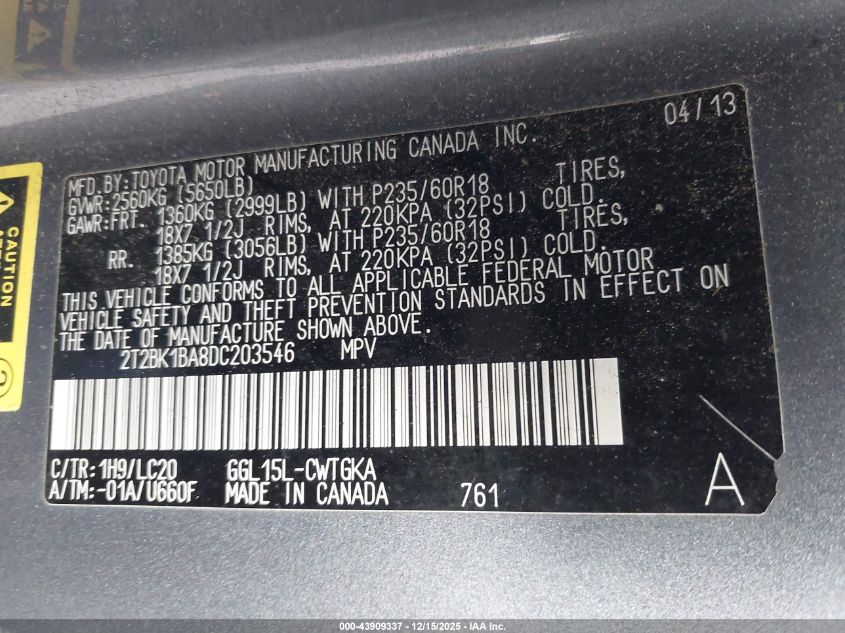 04/13
MFD.BY:TOYOTA MOTOR MANUFACTURING CANADA INC.
GVWR:2560KG (5650LB)
GAWR:FRT. 1360KG (2999LB) WITH P235/60R18 TIRES,
18X7 1/2J RIMS, AT 220KPA (32PSI) COLD.
RR. 1385KG (3056LB) WITH P235/60R18 TIRES,
18X7 1/2J RIMS, AT 220KPA (32PSI) COLD.
THIS VEHICLE CONFORMS TO ALL APPLICABLE FEDERAL MOTOR
VEHICLE SAFETY AND THEFT PREVENTION STANDARDS IN EFFECT ON
THE DATE OF MANUFACTURE SHOWN ABOVE.
2T2BK1BA8DC203546 MPV
C/TR: 1H9/LC20 GGL15L-CWTGKA
A/TM:-01A/U660F MADE IN CANADA 761 A
CAUTION
000-43909337 - 12/15/2025 - IAA Inc.